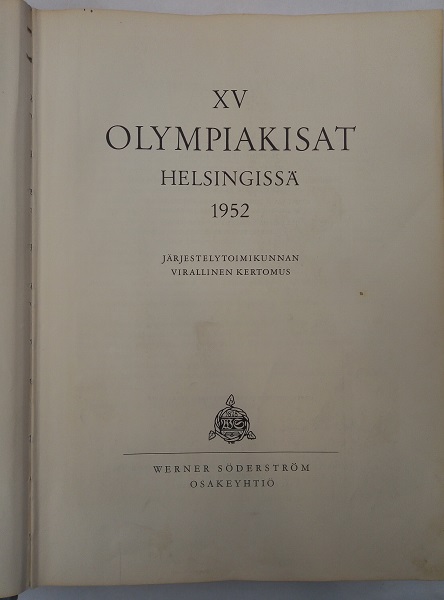 XV
OLYMPIAKISAT
HELSINGISSÄ
1952
JÄRJESTELYTOIMIKUNNAN
VIRALLINEN KERTOMUS
WERNER SÖDERSTRÖM
OSAKEYHTIÖ